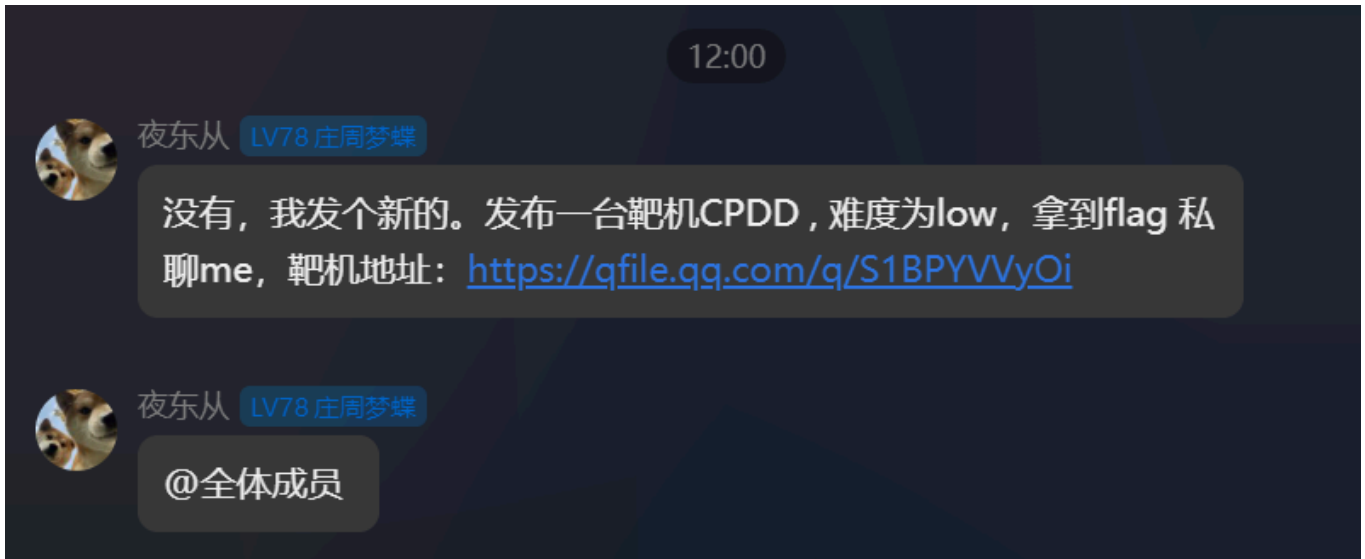 12:00
夜东从 LV78 庄周梦蝶
没有，我发个新的。发布一台靶机CPDD , 难度为low，拿到flag 私
聊me，靶机地址：https://qfile.qq.com/q/S1BPYVVyOi
夜东从 LV78 庄周梦蝶
@全体成员